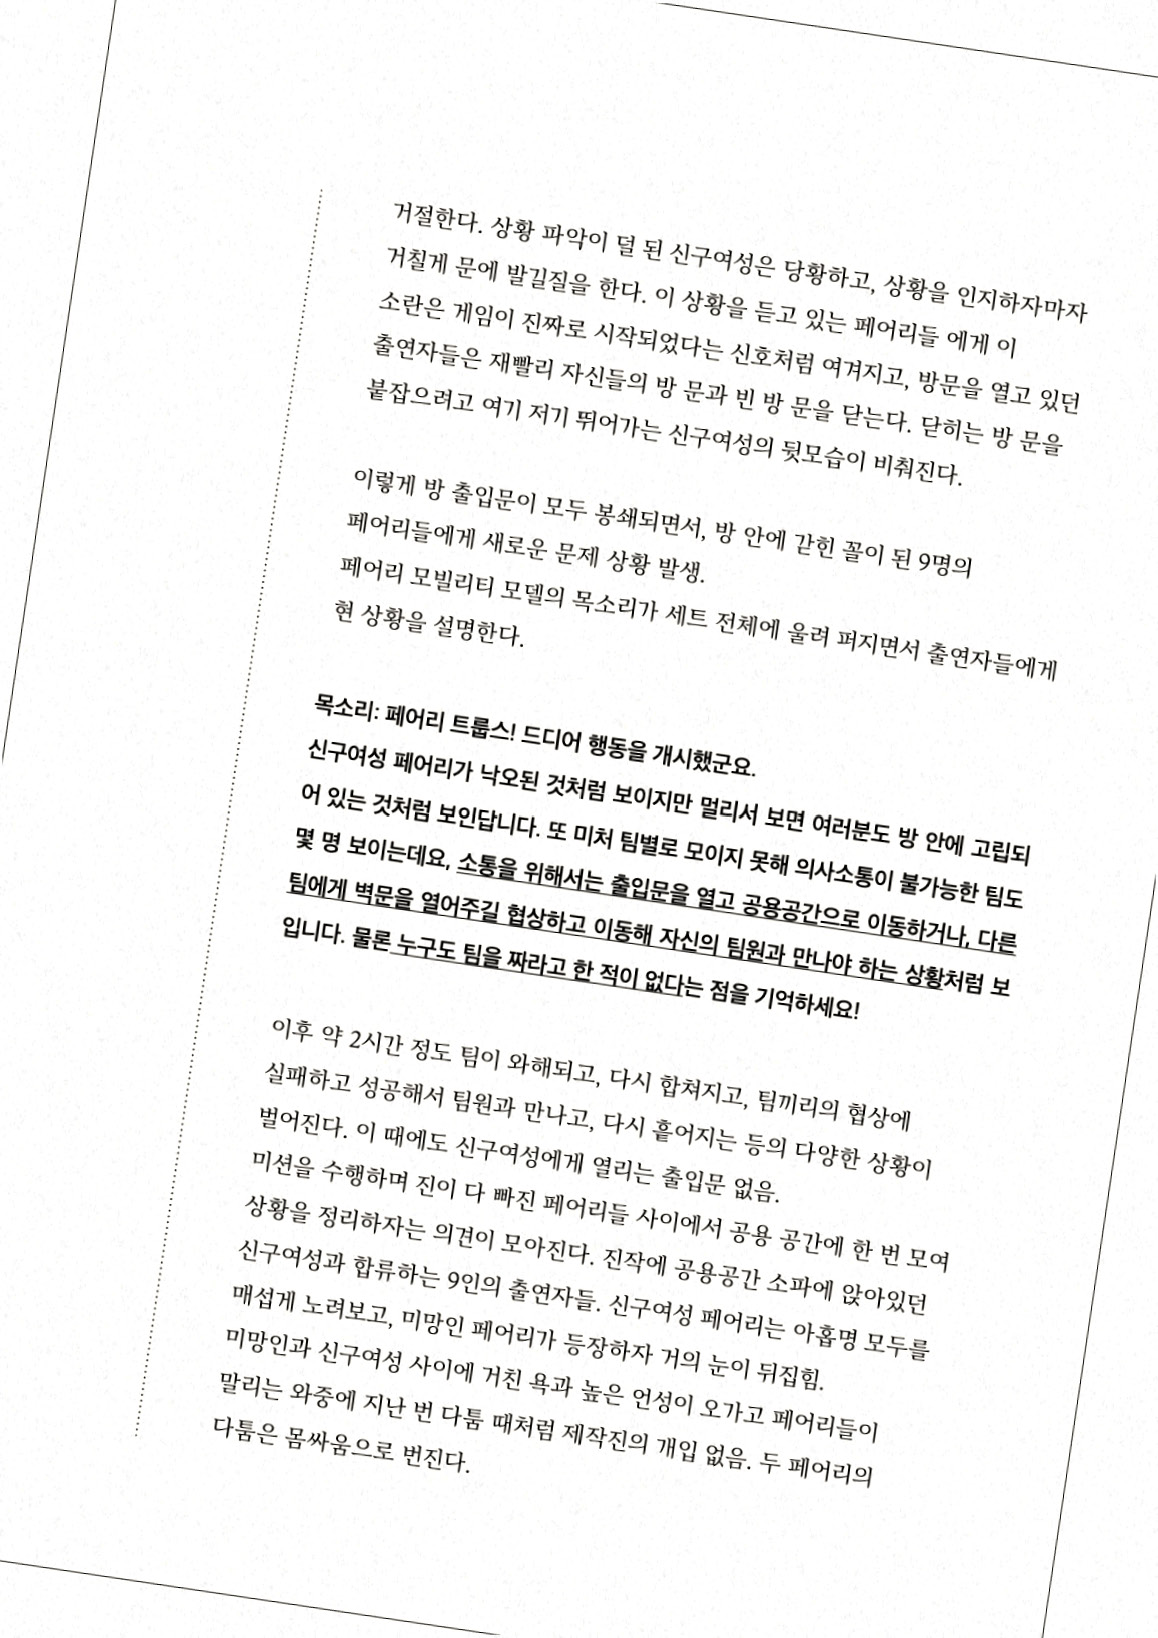 거절한다. 상황 파악이 덜 된 신구여성은 당황하고, 상황을 인지하자마자
거칠게 문에 발길질을 한다. 이 상황을 듣고 있는 페어리들 에게 이
소란은 게임이 진짜로 시작되었다는 신호처럼 여겨지고, 방문을 열고 있던
출연자들은 재빨리 자신들의 방 문과 빈 방 문을 닫는다. 닫히는 방 문을
붙잡으려고 여기 저기 뛰어가는 신구여성의 뒷모습이 비춰진다.
이렇게 방 출입문이 모두 봉쇄되면서, 방 안에 갇힌 꼴이 된 9명의
페어리들에게 새로운 문제 상황 발생.
페어리 모빌리티 모델의 목소리가 세트 전체에 울려 퍼지면서 출연자들에게
현 상황을 설명한다.
목소리: 페어리 트룹스! 드디어 행동을 개시했군요.
신구여성 페어리가 낙오된 것처럼 보이지만 멀리서 보면 여러분도 방 안에 고립되
어 있는 것처럼 보인답니다. 또 미처 팀별로 모이지 못해 의사소통이 불가능한 팀도
몇 명 보이는데요, 소통을 위해서는 출입문을 열고 공용공간으로 이동하거나, 다른
팀에게 벽문을 열어주길 협상하고 이동해 자신의 팀원과 만나야 하는 상황처럼 보
입니다. 물론 누구도 팀을 짜라고 한 적이 없다는 점을 기억하세요!
이후 약 2시간 정도 팀이 와해되고, 다시 합쳐지고, 팀끼리의 협상에
실패하고 성공해서 팀원과 만나고, 다시 흩어지는 등의 다양한 상황이
벌어진다. 이 때에도 신구여성에게 열리는 출입문 없음.
미션을 수행하며 진이 다 빠진 페어리들 사이에서 공용 공간에 한 번 모여
상황을 정리하자는 의견이 모아진다. 진작에 공용공간 소파에 앉아있던
신구여성과 합류하는 9인의 출연자들. 신구여성 페어리는 아홉명 모두를
매섭게 노려보고, 미망인 페어리가 등장하자 거의 눈이 뒤집힘.
미망인과 신구여성 사이에 거친 욕과 높은 언성이 오가고 페어리들이
말리는 와중에 지난 번 다툼 때처럼 제작진의 개입 없음. 두 페어리의
다툼은 몸싸움으로 번진다.